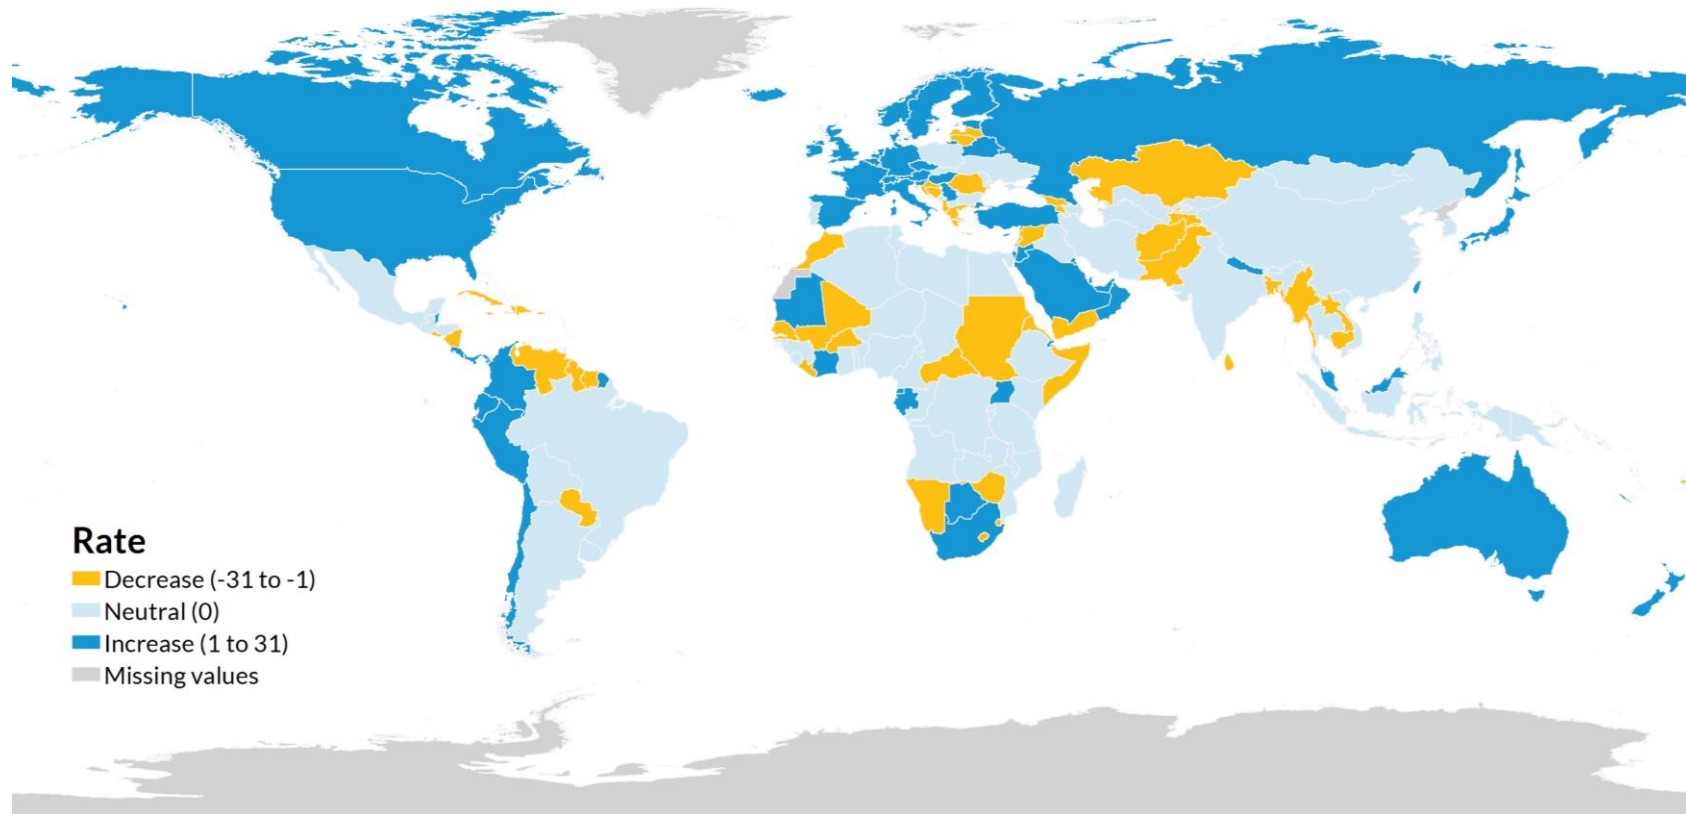 Rate
Decrease (-31 to -1)
Neutral (0)
Increase (1 to 31)
Missing values